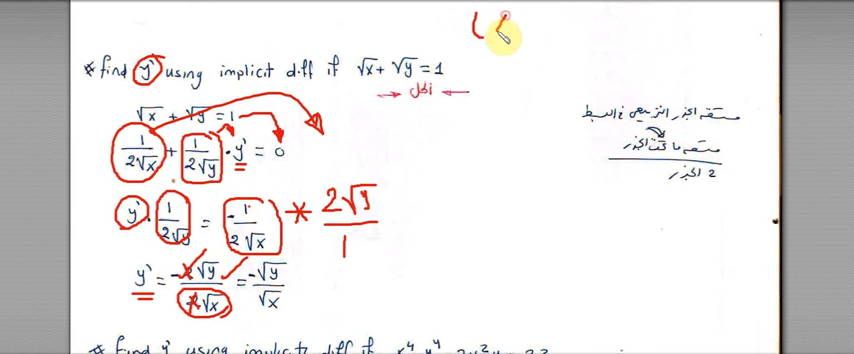 * find y' using implicit diff if √x + √y = 1
الحل
√x + √y = 1
1/2√x + 1/2√y · y' = 0
y' · 1/2√y = -1/2√x * 2√y/1
y' = -2√y/2√x = -√y/√x
مشتقة الجذر التربيعي في البسط
مشتقة ما تحت الجذر
2 الجذر
* find y' using implicit diff if